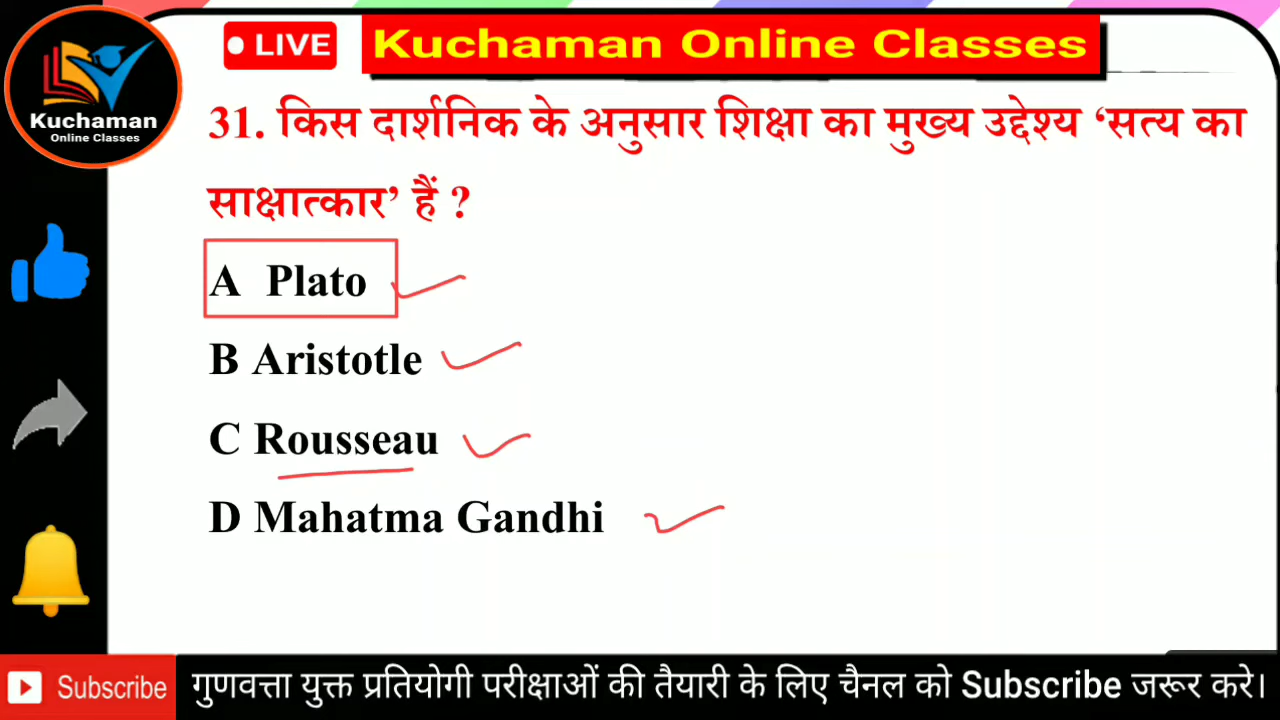 LIVE
Kuchaman Online Classes
Kuchaman
Online Classes
31. किस दार्शनिक के अनुसार शिक्षा का मुख्य उद्देश्य ‘सत्य का
साक्षात्कार’ हैं ?
A Plato
B Aristotle
C Rousseau
D Mahatma Gandhi
Subscribe
गुणवत्ता युक्त प्रतियोगी परीक्षाओं की तैयारी के लिए चैनल को Subscribe जरूर करे।